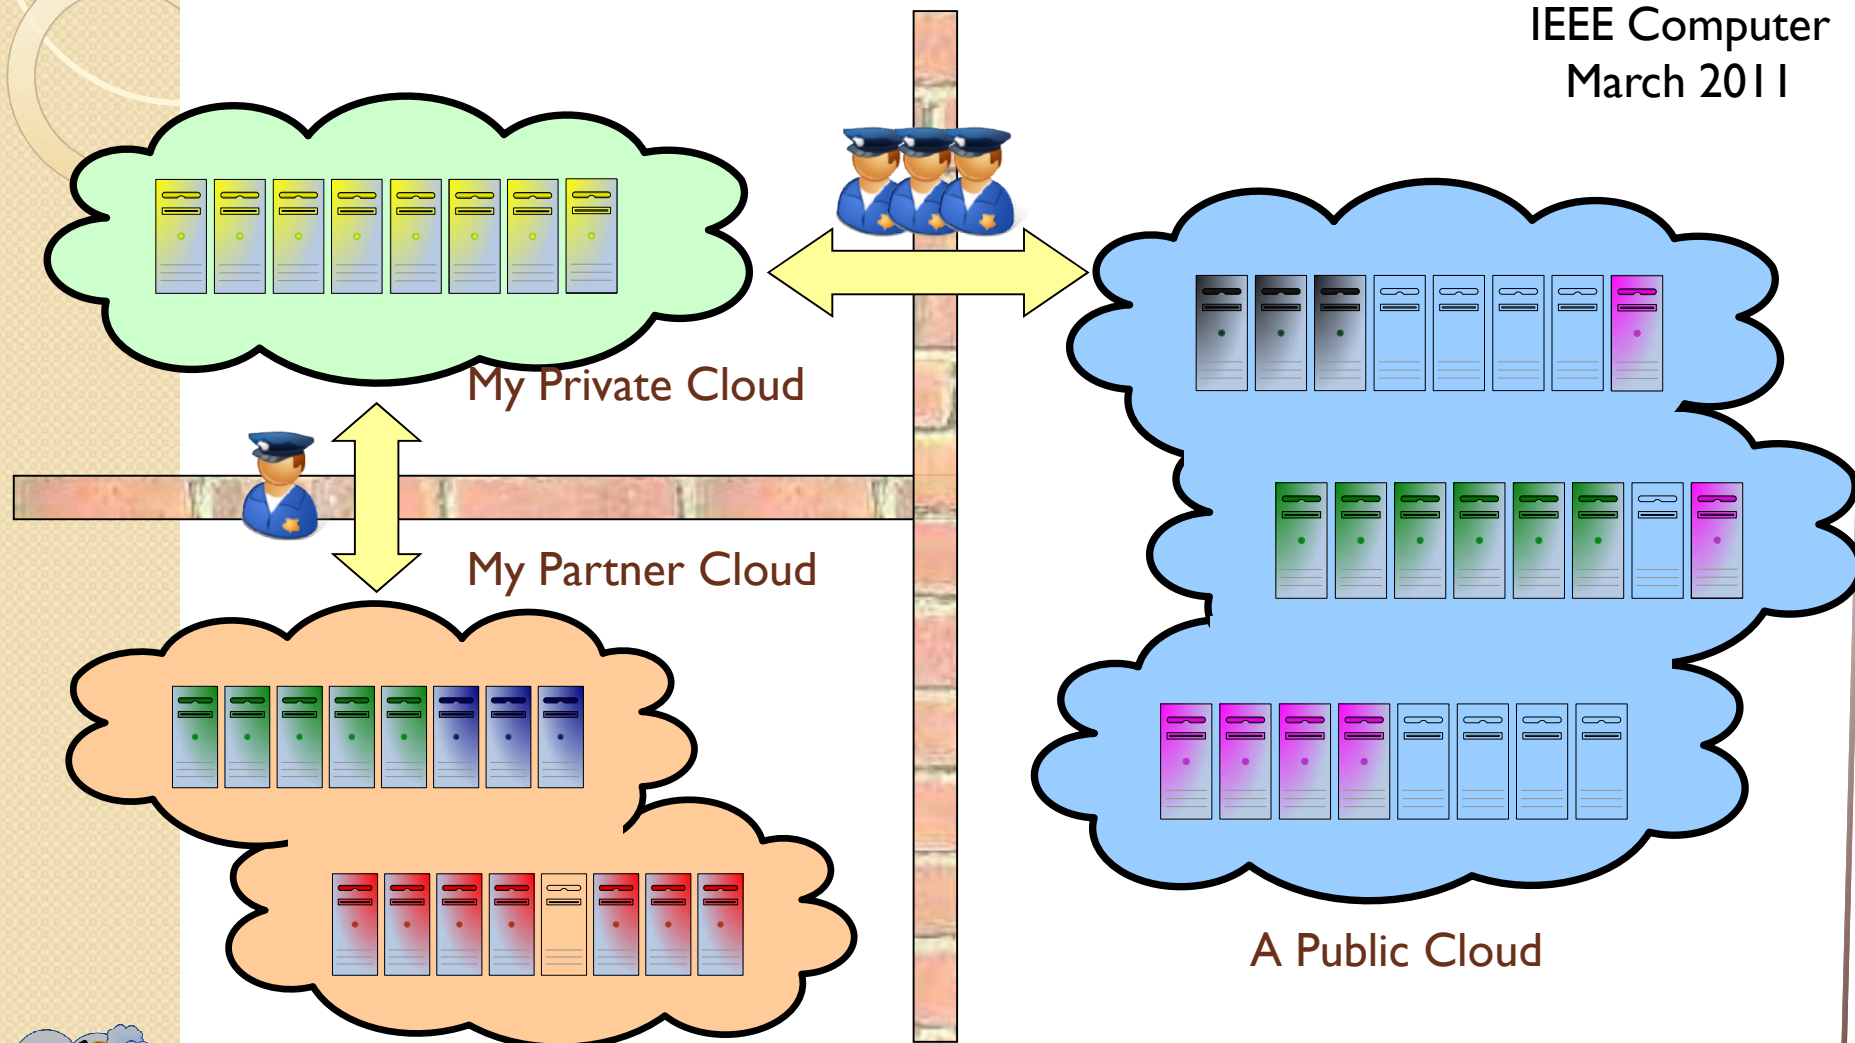 IEEE Computer
March 2011
My Private Cloud
My Partner Cloud
A Public Cloud